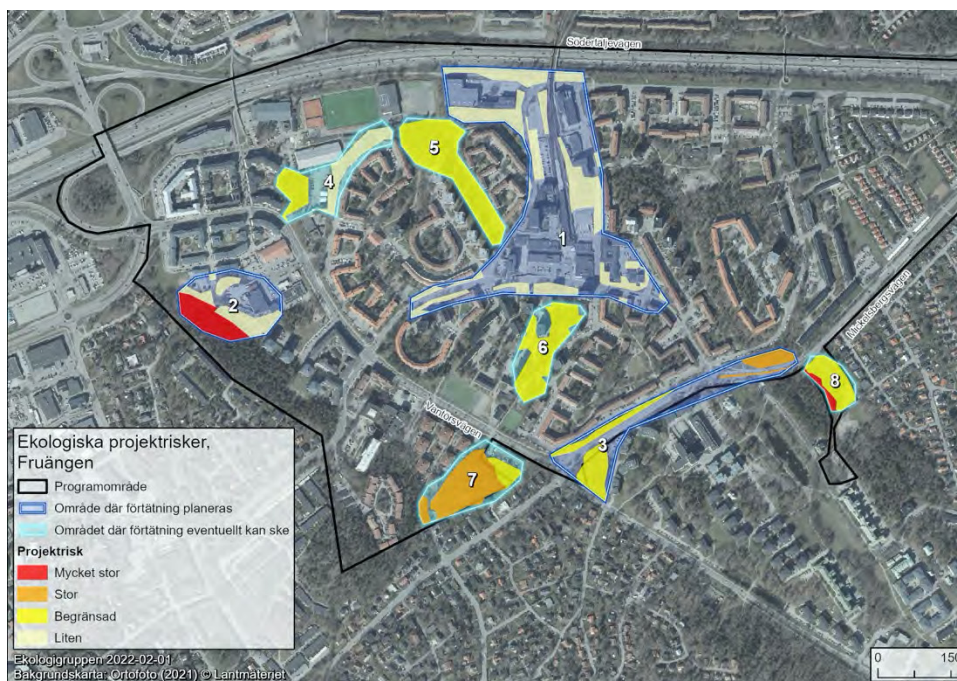 Södertäljevägen
5
4
1
2
Mickelsbergsvägen
6
8
Vantörsvägen
3
7
Ekologiska projektrisker,
Fruängen
Programområde
Område där förtätning planeras
Området där förtätning eventuellt kan ske
Projektrisk
Mycket stor
Stor
Begränsad
Liten
Ekologigruppen 2022-02-01
Bakgrundskarta: Ortofoto (2021) © Lantmäteriet
0
150